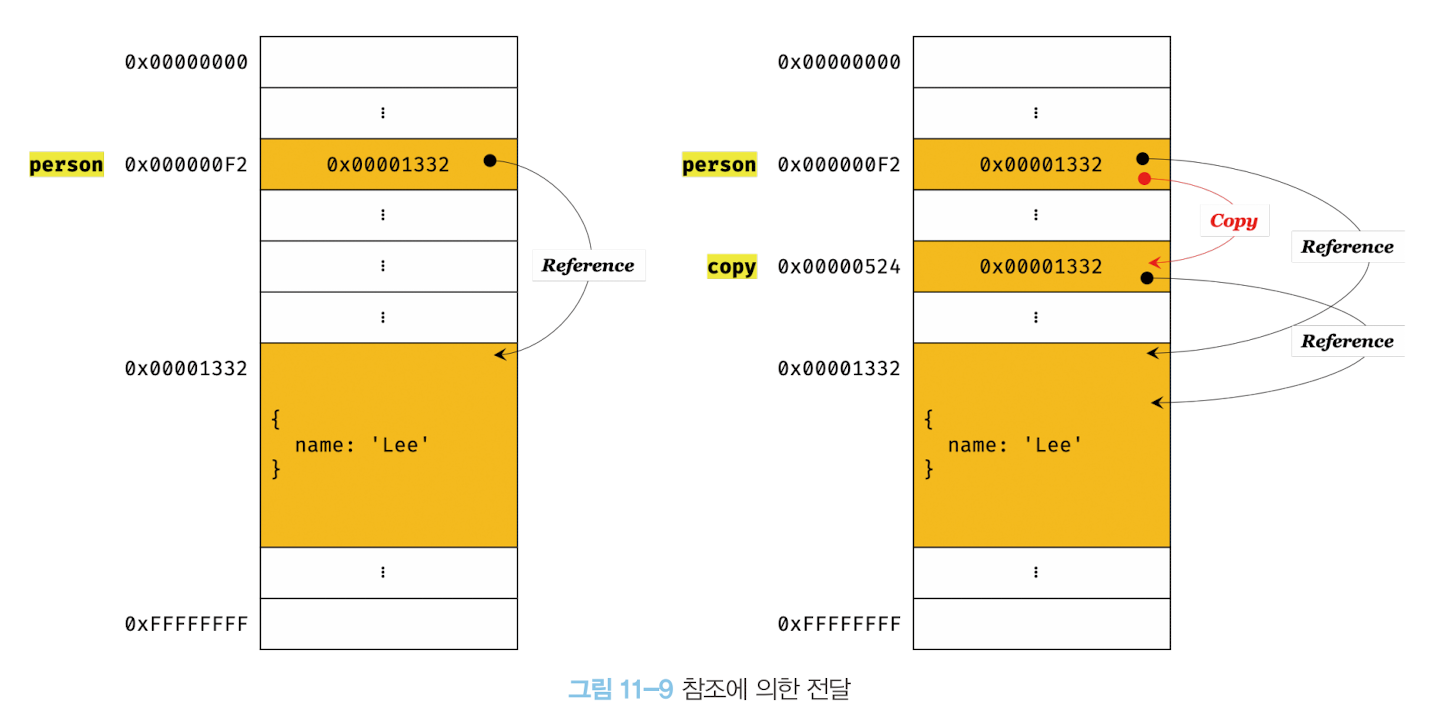 0x00000000
⋮
person 0x000000F2 0x00001332
⋮
⋮
Reference
⋮
0x00001332
{
name: 'Lee'
}
⋮
0xFFFFFFFF
0x00000000
⋮
person 0x000000F2 0x00001332
⋮
Copy
Reference
copy 0x00000524 0x00001332
⋮
Reference
0x00001332
{
name: 'Lee'
}
⋮
0xFFFFFFFF
그림 11-9 참조에 의한 전달